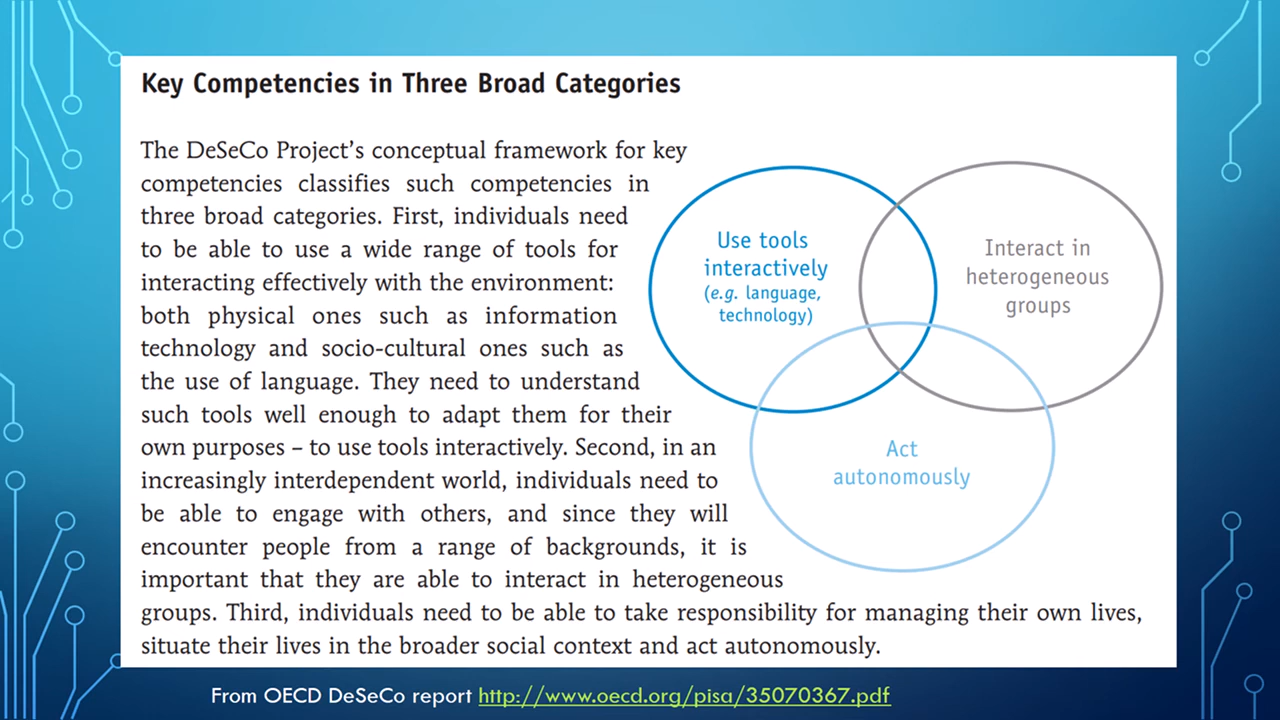 Key Competencies in Three Broad Categories
The DeSeCo Project's conceptual framework for key
competencies classifies such competencies in
three broad categories. First, individuals need
to be able to use a wide range of tools for
interacting effectively with the environment:
both physical ones such as information
technology and socio-cultural ones such as
the use of language. They need to understand
such tools well enough to adapt them for their
own purposes – to use tools interactively. Second, in an
increasingly interdependent world, individuals need to
be able to engage with others, and since they will
encounter people from a range of backgrounds, it is
important that they are able to interact in heterogeneous
groups. Third, individuals need to be able to take responsibility for managing their own lives,
situate their lives in the broader social context and act autonomously.
Use tools
interactively
(e.g. language,
technology)
Interact in
heterogeneous
groups
Act
autonomously
From OECD DeSeCo report http://www.oecd.org/pisa/35070367.pdf